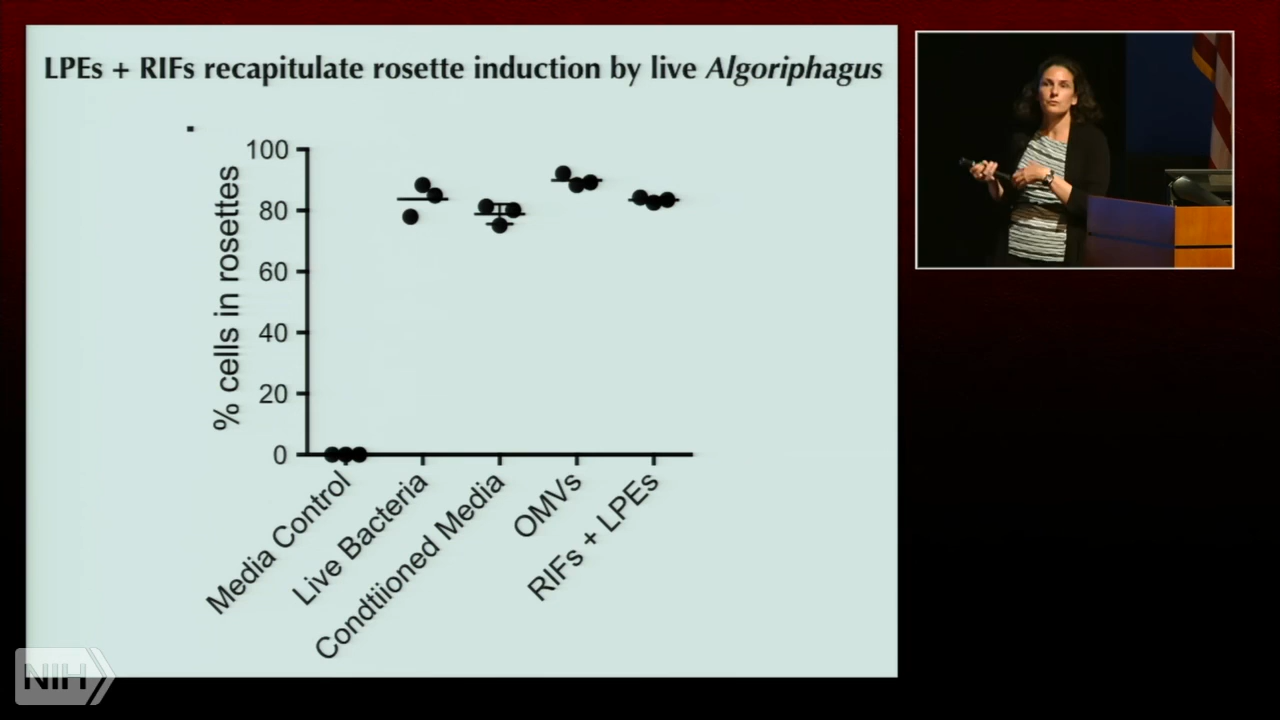 LPEs + RIFs recapitulate rosette induction by live Algoriphagus
% cells in rosettes
100
80
60
40
20
0
Media Control
Live Bacteria
Condtiioned Media
OMVs
RIFs + LPEs
NIH